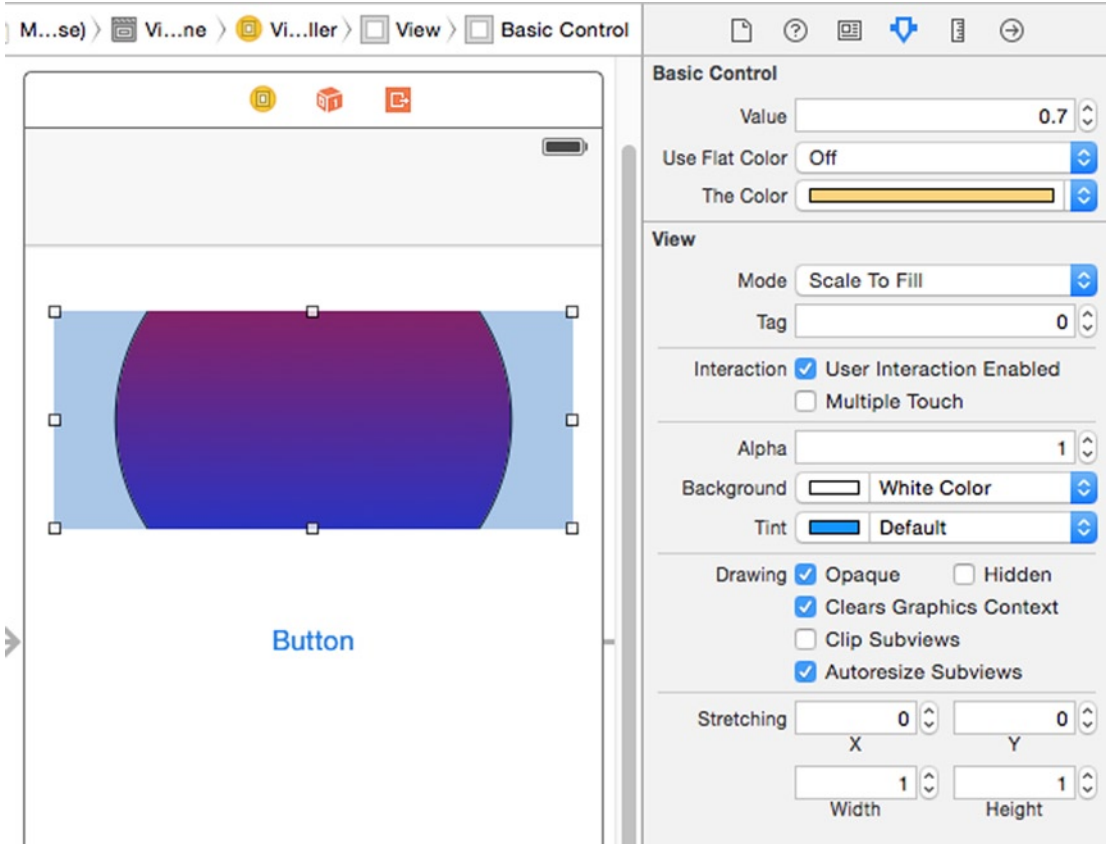 M...se) Vi...ne Vi...ller View Basic Control
Button
Basic Control
Value 0.7
Use Flat Color Off
The Color
View
Mode Scale To Fill
Tag 0
Interaction User Interaction Enabled
Multiple Touch
Alpha 1
Background White Color
Tint Default
Drawing Opaque Hidden
Clears Graphics Context
Clip Subviews
Autoresize Subviews
Stretching 0 0
X Y
1 1
Width Height